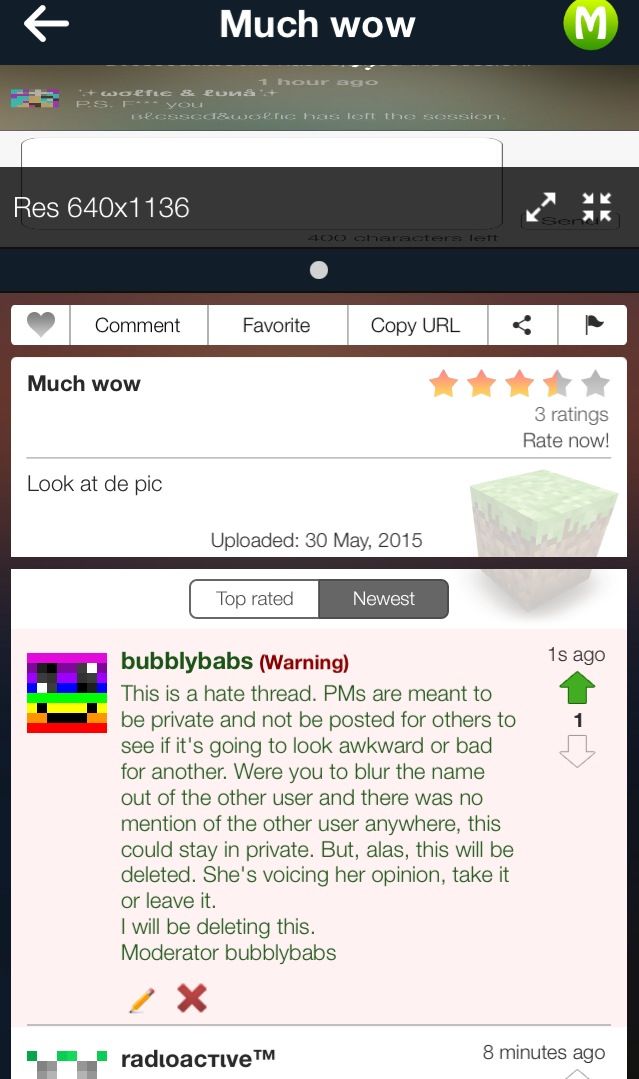 Much wow
M
1 hour ago
P.S. F*** you
has left the session.
Res 640x1136
Send
400 characters left
Comment
Favorite
Copy URL
Much wow
3 ratings
Rate now!
Look at de pic
Uploaded: 30 May, 2015
Top rated
Newest
bubblybabs (Warning)
1s ago
This is a hate thread. PMs are meant to
be private and not be posted for others to
see if it's going to look awkward or bad
for another. Were you to blur the name
out of the other user and there was no
mention of the other user anywhere, this
could stay in private. But, alas, this will be
deleted. She's voicing her opinion, take it
or leave it.
I will be deleting this.
Moderator bubblybabs
1
radιoacтιve™
8 minutes ago